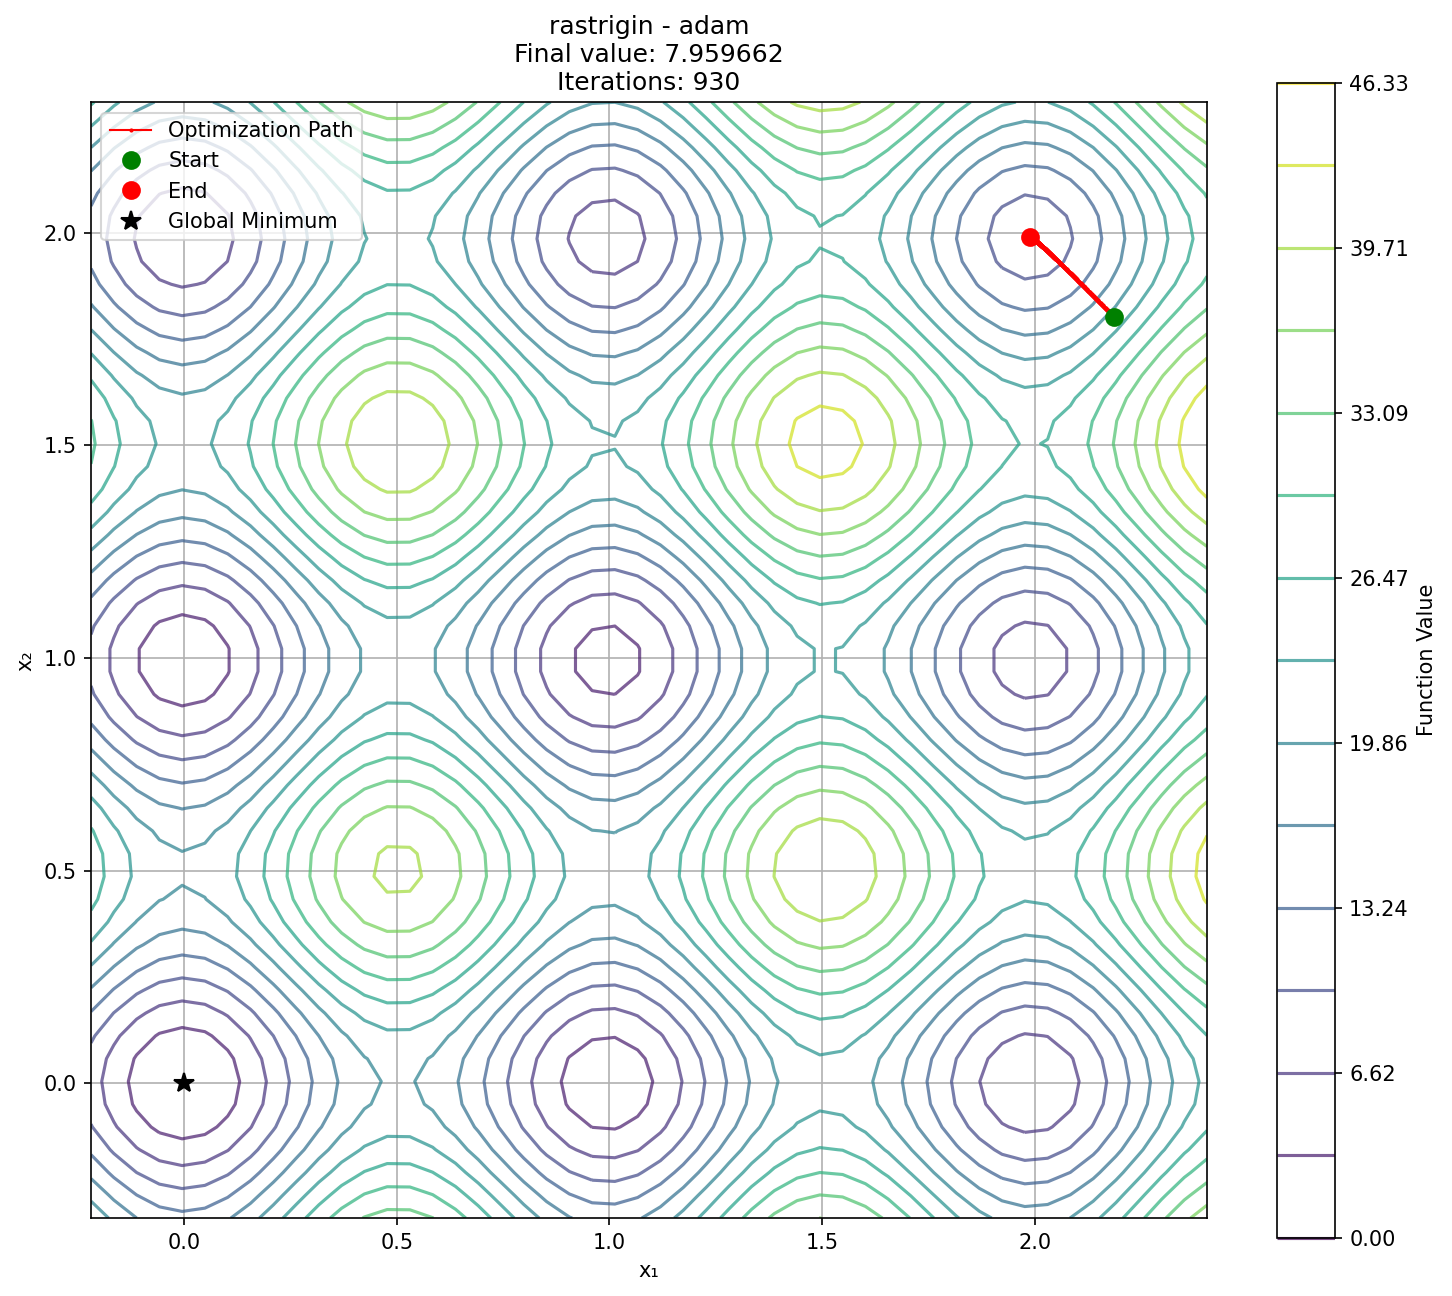 rastrigin - adam
Final value: 7.959662
Iterations: 930
Optimization Path
Start
End
Global Minimum
2.0
1.5
1.0
0.5
0.0
x₂
0.0
0.5
1.0
1.5
2.0
x₁
46.33
39.71
33.09
26.47
19.86
13.24
6.62
0.00
Function Value